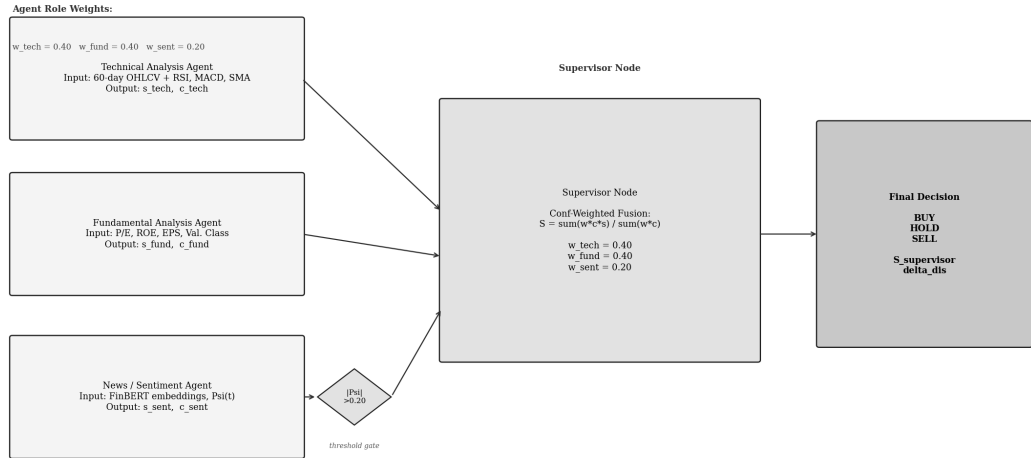 Agent Role Weights:
w_tech = 0.40   w_fund = 0.40   w_sent = 0.20
Technical Analysis Agent
Input: 60-day OHLCV + RSI, MACD, SMA
Output: s_tech,  c_tech
Fundamental Analysis Agent
Input: P/E, ROE, EPS, Val. Class
Output: s_fund,  c_fund
News / Sentiment Agent
Input: FinBERT embeddings, Psi(t)
Output: s_sent,  c_sent
|Psi|
>0.20
threshold gate
Supervisor Node
Supervisor Node
Conf-Weighted Fusion:
S = sum(w*c*s) / sum(w*c)
w_tech = 0.40
w_fund = 0.40
w_sent = 0.20
Final Decision
BUY
HOLD
SELL
S_supervisor
delta_dis